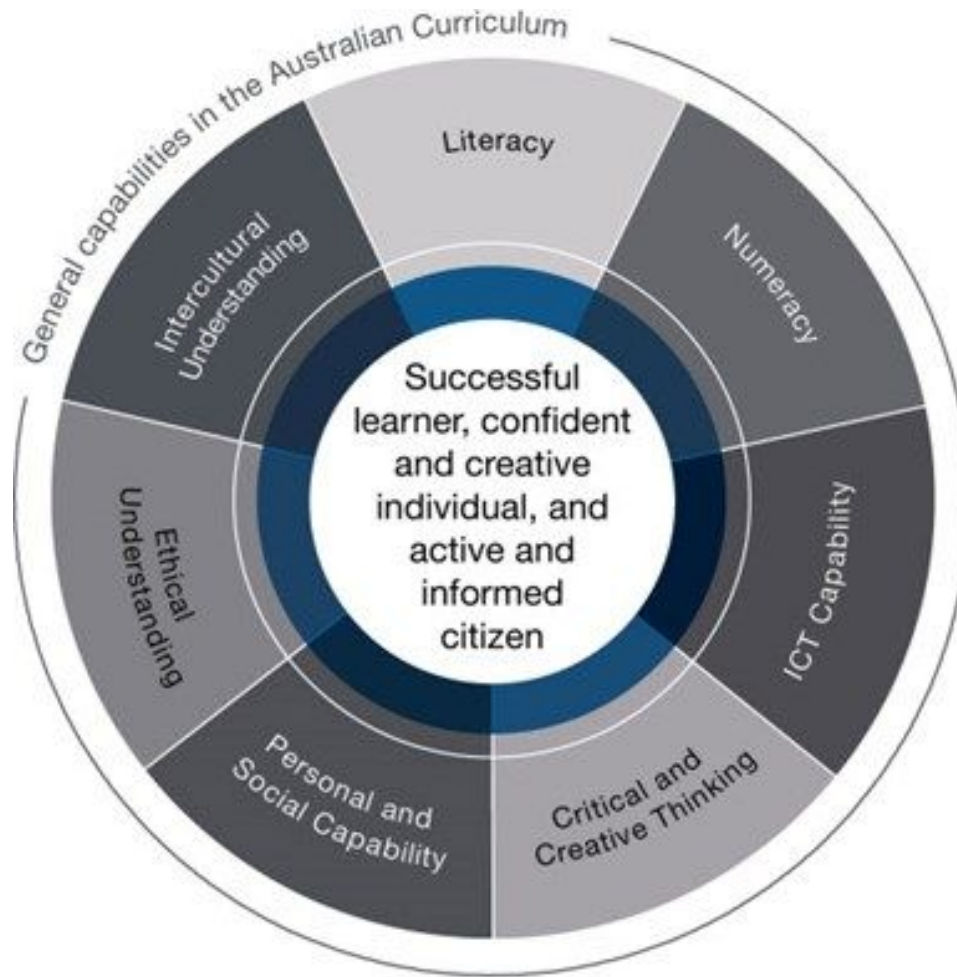 General capabilities in the Australian Curriculum
Literacy
Numeracy
ICT Capability
Critical and
Creative Thinking
Personal and
Social Capability
Ethical
Understanding
Intercultural
Understanding
Successful
learner, confident
and creative
individual, and
active and
informed
citizen